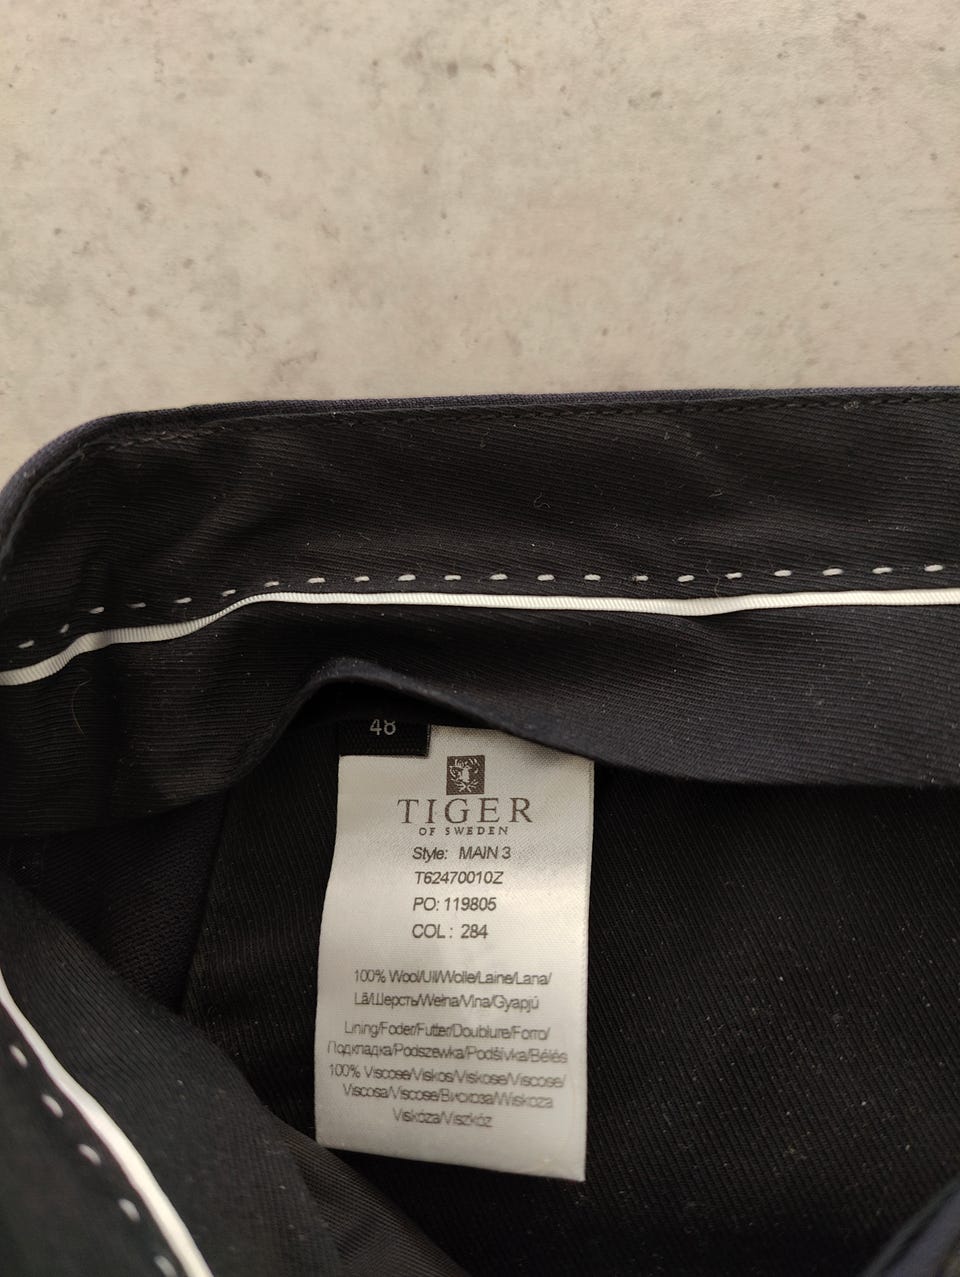 48
TIGER
OF SWEDEN
Style: MAIN 3
T62470010Z
PO: 119805
COL : 284
100% Wool/Ull/Wolle/Laine/Lana/
Lã/Шерсть/Wełna/Vlna/Gyapjú
Lining/Foder/Futter/Doublure/Forro/
Подкладка/Podszewka/Podšívka/Bélés
100% Viscose/Viskos/Viskose/Viscose/
Viscosa/Viscose/Вискоза/Wiskoza
Viskóza/Viszkóz